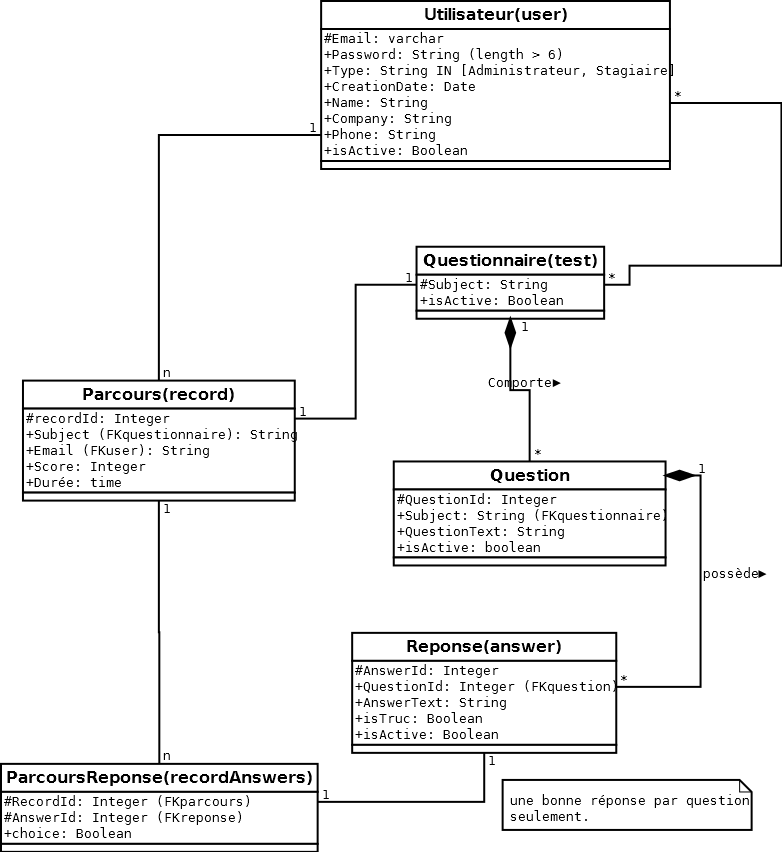 Utilisateur(user)
#Email: varchar
+Password: String (length > 6)
+Type: String IN [Administrateur, Stagiaire]
+CreationDate: Date
+Name: String
+Company: String
+Phone: String
+isActive: Boolean
*
1
Questionnaire(test)
#Subject: String
+isActive: Boolean
*
1
1
Comporte►
*
n
Parcours(record)
#recordId: Integer
+Subject (FKquestionnaire): String
+Email (FKuser): String
+Score: Integer
+Durée: time
1
1
Question
#QuestionId: Integer
+Subject: String (FKquestionnaire)
+QuestionText: String
+isActive: boolean
1
possède►
*
Reponse(answer)
#AnswerId: Integer
+QuestionId: Integer (FKquestion)
+AnswerText: String
+isTruc: Boolean
+isActive: Boolean
1
n
ParcoursReponse(recordAnswers)
#RecordId: Integer (FKparcours)
#AnswerId: Integer (FKreponse)
+choice: Boolean
1
une bonne réponse par question
seulement.